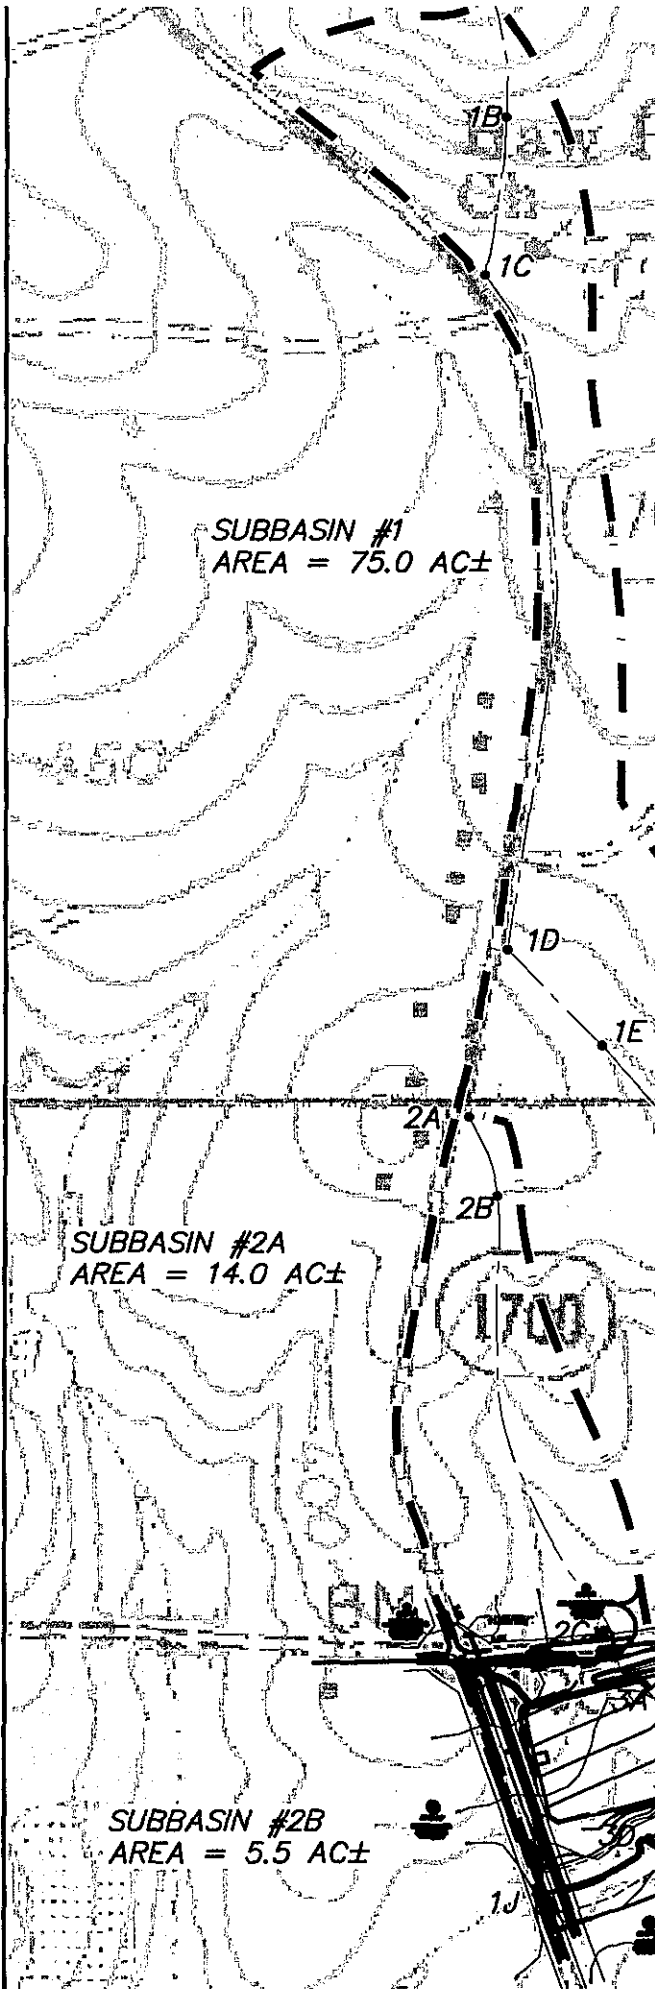 1B
1C
SUBBASIN #1
AREA = 75.0 AC±
1D
1E
2A
2B
SUBBASIN #2A
AREA = 14.0 AC±
1700
BM
SUBBASIN #2B
AREA = 5.5 AC±
1J